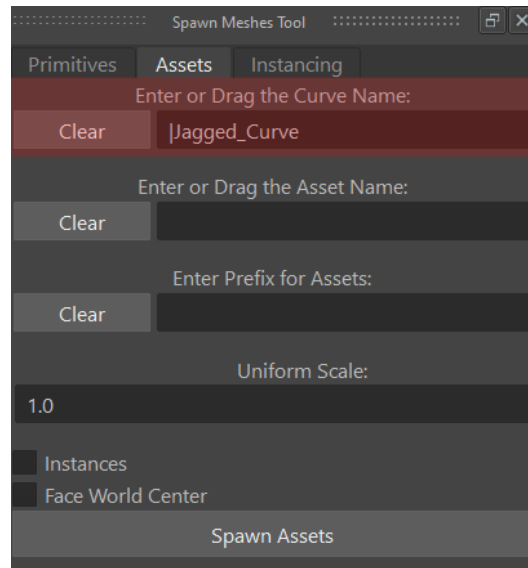 Spawn Meshes Tool
Primitives Assets Instancing
Enter or Drag the Curve Name:
Clear |Jagged_Curve
Enter or Drag the Asset Name:
Clear
Enter Prefix for Assets:
Clear
Uniform Scale:
1.0
Instances
Face World Center
Spawn Assets